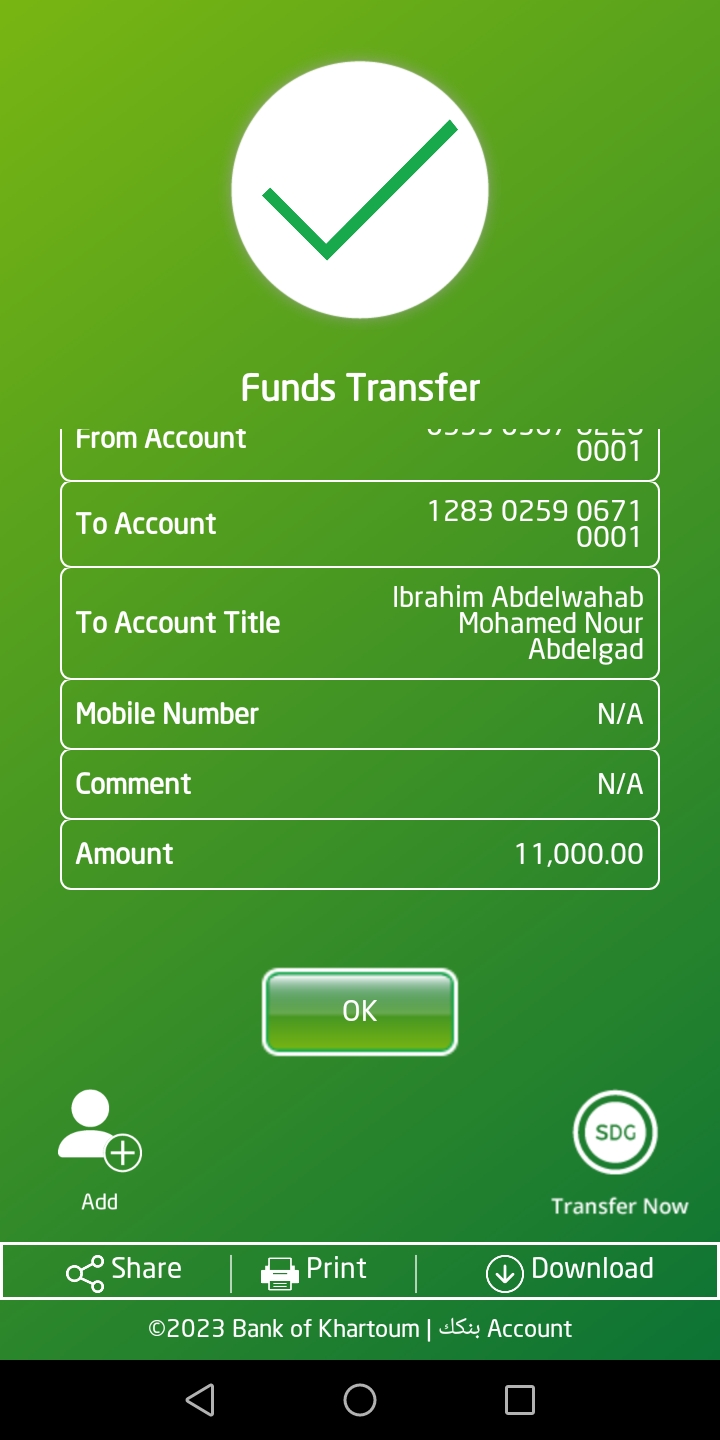 Funds Transfer
From Account
0001
To Account
1283 0259 0671
0001
To Account Title
Ibrahim Abdelwahab
Mohamed Nour
Abdelgad
Mobile Number
N/A
Comment
N/A
Amount
11,000.00
OK
Add
SDG
Transfer Now
Share
Print
Download
©2023 Bank of Khartoum | بنكك Account